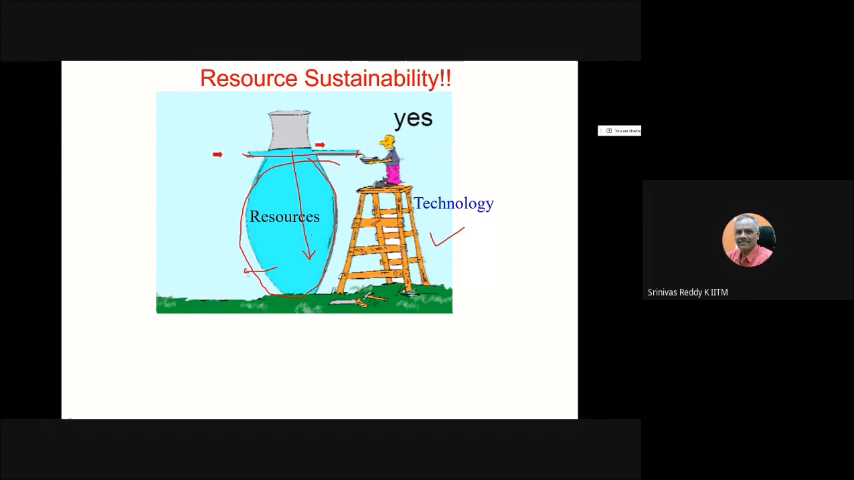 Resource Sustainability!!
yes
Resources
Technology
Srinivas Reddy K IITM